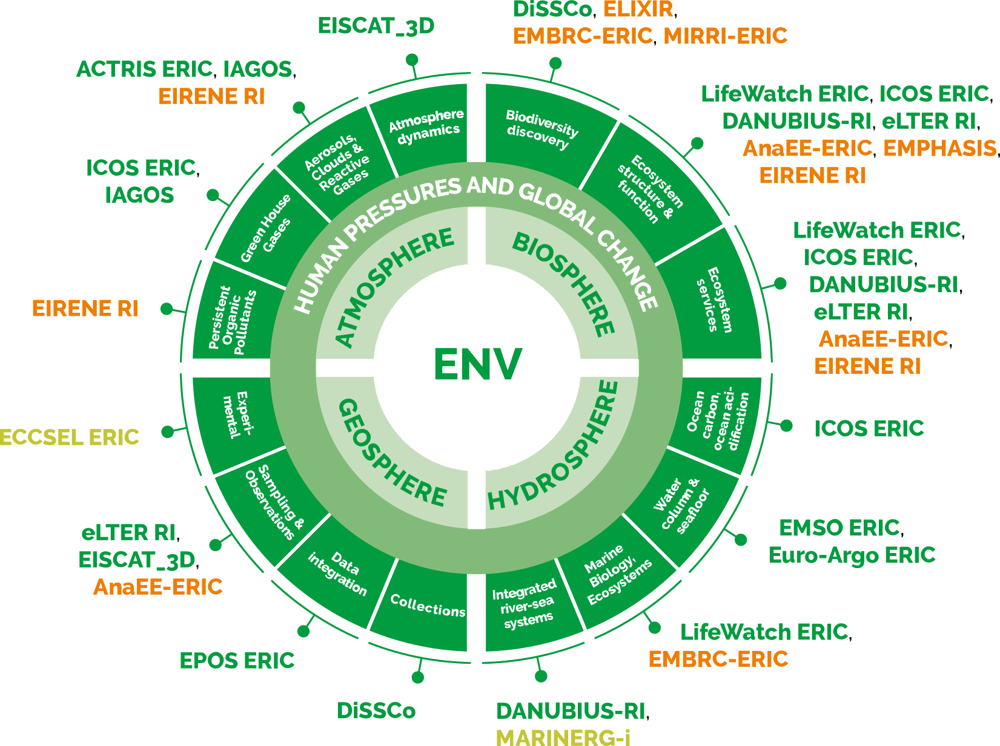 DiSSCo, ELIXIR,
EMBRC-ERIC, MIRRI-ERIC
EISCAT_3D
ACTRIS ERIC, IAGOS,
EIRENE RI
LifeWatch ERIC, ICOS ERIC,
DANUBIUS-RI, eLTER RI,
AnaEE-ERIC, EMPHASIS,
EIRENE RI
ICOS ERIC,
IAGOS
LifeWatch ERIC,
ICOS ERIC,
DANUBIUS-RI,
eLTER RI,
AnaEE-ERIC,
EIRENE RI
EIRENE RI
Atmosphere
dynamics
Biodiversity
discovery
Aerosols,
Clouds &
Reactive
Gases
Ecosystem
structure &
function
Green House
Gases
Ecosystem
services
Persistent
Organic
Pollutants
HUMAN PRESSURES AND GLOBAL CHANGE
ATMOSPHERE
BIOSPHERE
ENV
GEOSPHERE
HYDROSPHERE
Experi-
mental
Ocean
carbon,
ocean aci-
dification
Sampling &
Observations
Water
column &
seafloor
Data
integration
Marine
Biology,
Ecosystems
Collections
Integrated
river-sea
systems
ECCSEL ERIC
ICOS ERIC
eLTER RI,
EISCAT_3D,
AnaEE-ERIC
EMSO ERIC,
Euro-Argo ERIC
EPOS ERIC
LifeWatch ERIC,
EMBRC-ERIC
DiSSCo
DANUBIUS-RI,
MARINERG-i